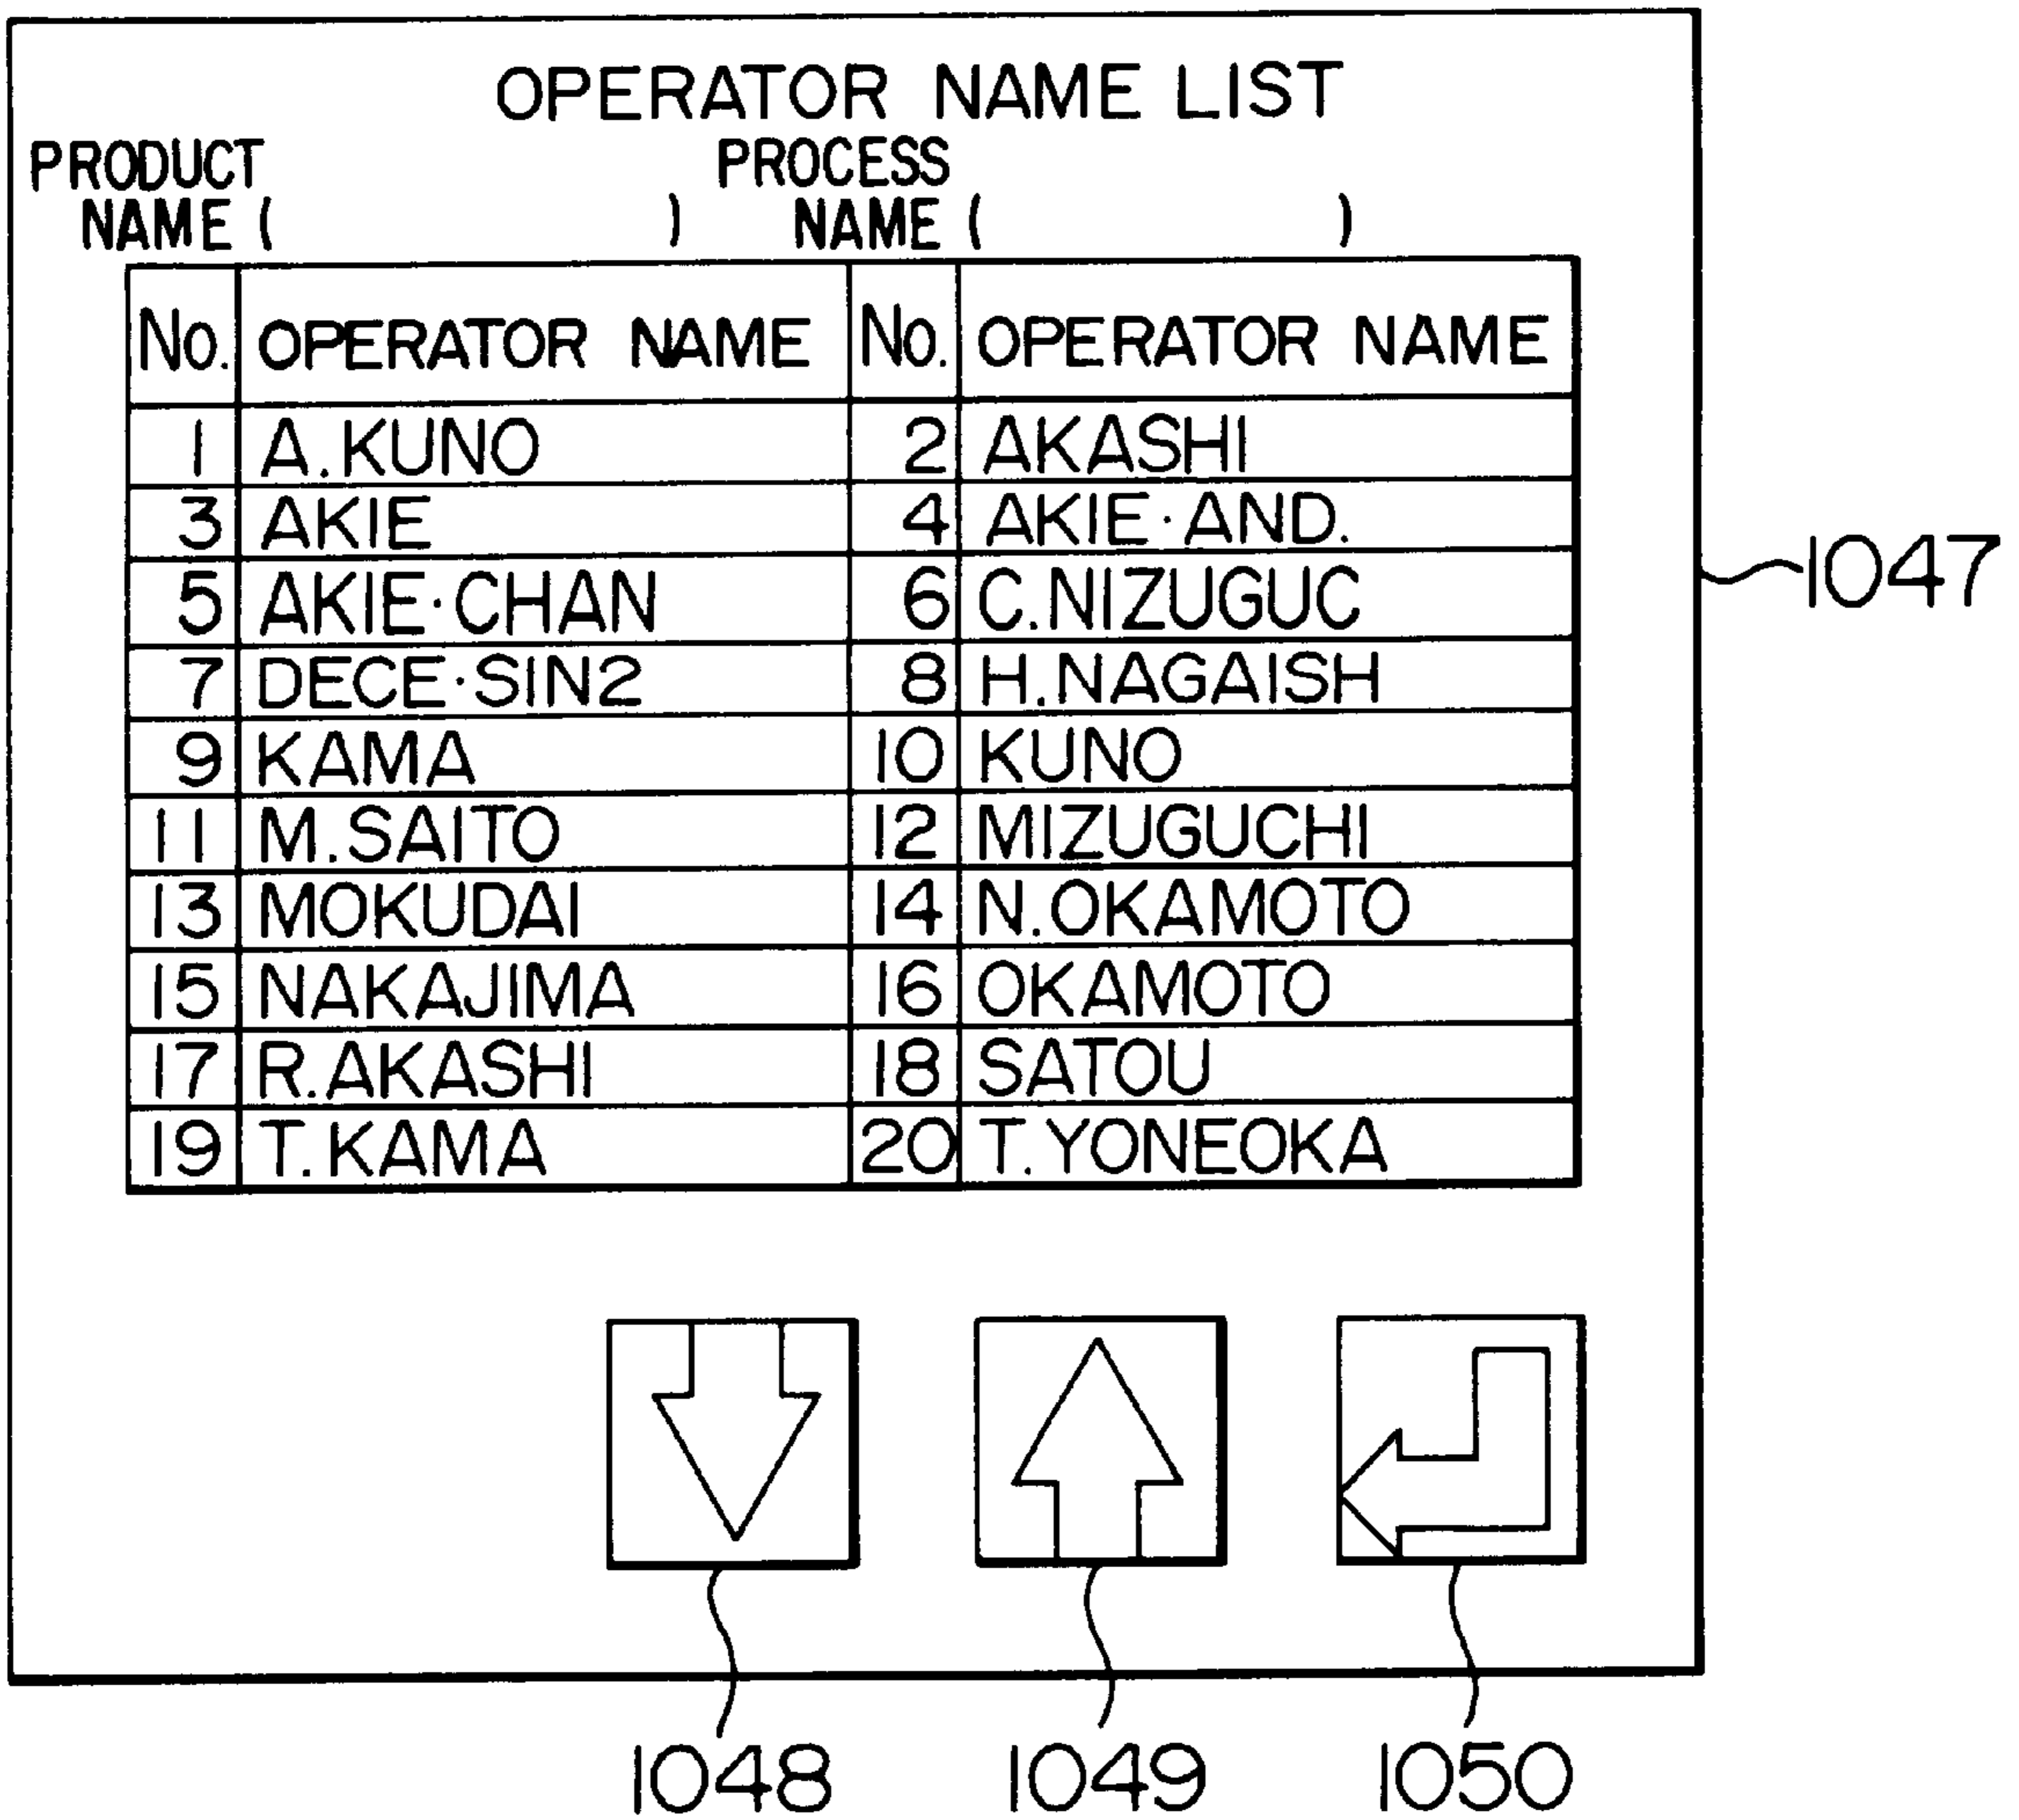 OPERATOR NAME LIST
PRODUCT NAME ( ) PROCESS NAME ( )
No. OPERATOR NAME No. OPERATOR NAME
1 A.KUNO 2 AKASHI
3 AKIE 4 AKIE·AND.
5 AKIE·CHAN 6 C.NIZUGUC
7 DECE·SIN2 8 H.NAGAISH
9 KAMA 10 KUNO
11 M.SAITO 12 MIZUGUCHI
13 MOKUDAI 14 N.OKAMOTO
15 NAKAJIMA 16 OKAMOTO
17 R.AKASHI 18 SATOU
19 T.KAMA 20 T.YONEOKA
1047
1048 1049 1050